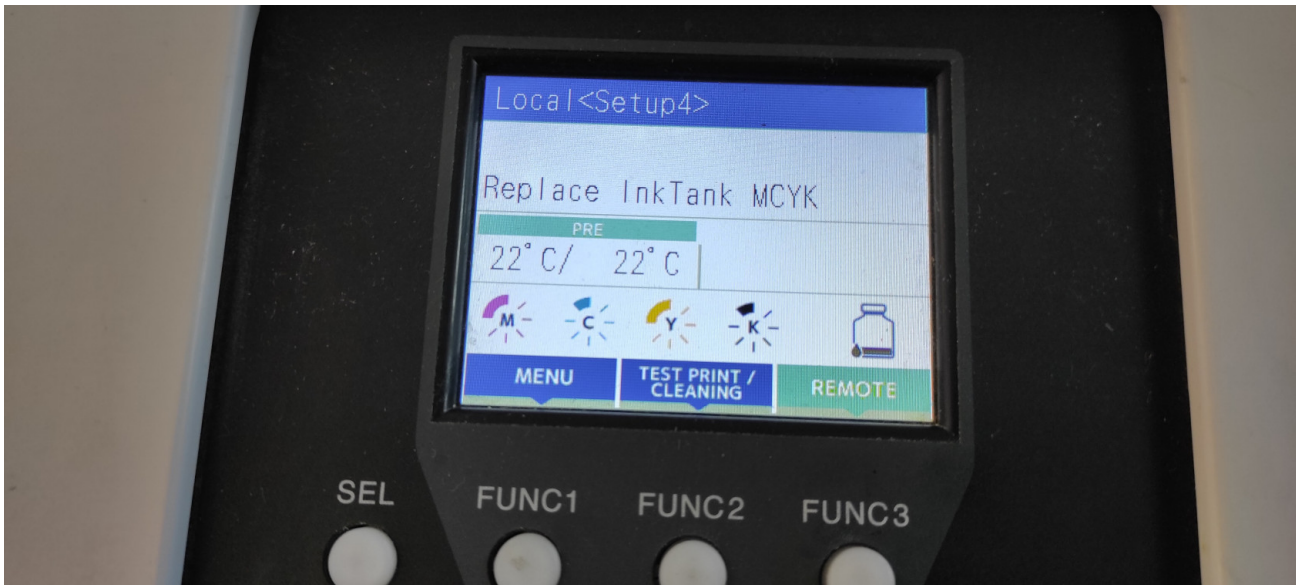 Local<Setup4>
Replace InkTank MCYK
PRE
22°C/ 22°C
M C Y K
MENU
TEST PRINT /
CLEANING
REMOTE
SEL FUNC1 FUNC2 FUNC3